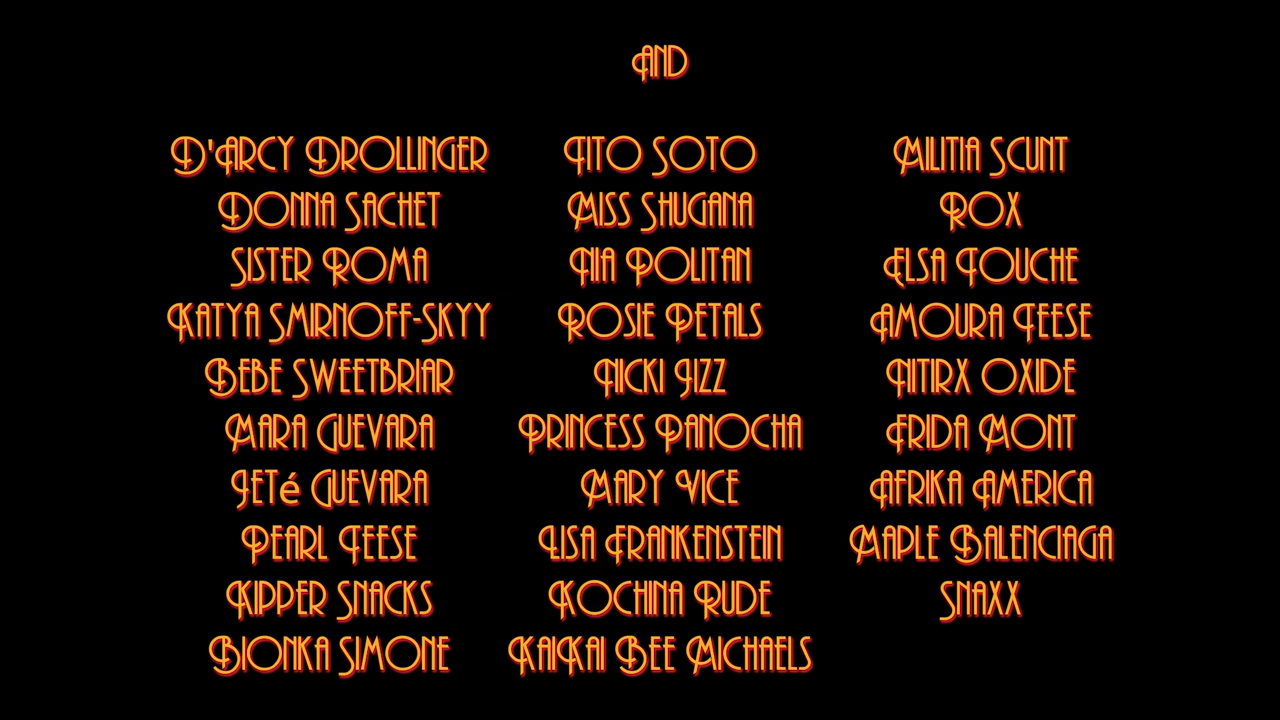 AND
D'ARCY DROLLINGER
DONNA SACHET
SISTER ROMA
KATYA SMIRNOFF-SKYY
BEBE SWEETBRIAR
MARA GUEVARA
JETé GUEVARA
PEARL TEESE
KIPPER SNACKS
BIONKA SIMONE
TITO SOTO
MISS SHUGANA
NIA POLITAN
ROSIE PETALS
NICKI JIZZ
PRINCESS PANOCHA
MARY VICE
LISA FRANKENSTEIN
KOCHINA RUDE
KAIKAI BEE MICHAELS
MILITIA SCUNT
ROX
ELSA TOUCHE
AMOURA TEESE
NITIRX OXIDE
FRIDA MONT
AFRIKA AMERICA
MAPLE BALENCIAGA
SNAXX